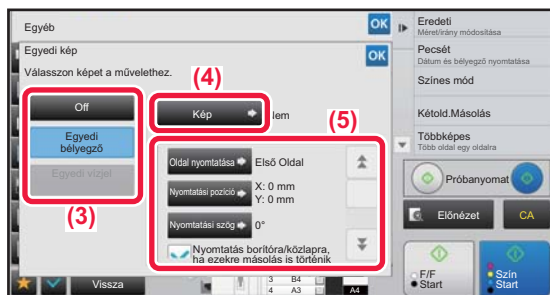 Egyéb
OK
Egyedi kép
OK
Válasszon képet a művelethez.
(4)
Off
Kép
lem
(5)
Egyedi
bélyegző
Egyedi vízjel
(3)
Oldal nyomtatása
Első Oldal
Nyomtatási pozíció
X: 0 mm
Y: 0 mm
Nyomtatási szög
0°
Nyomtatás borítóra/közlapra,
ha ezekre másolás is történik
Vissza
3 B4
4 A3
A4
Eredeti
Méret/irány módosítása
Pecsét
Dátum és bélyegző nyomtatása
Színes mód
Kétold.Másolás
Többképes
Több oldal egy oldalra
Próbanyomat
Előnézet
CA
F/F
Start
Szín
Start